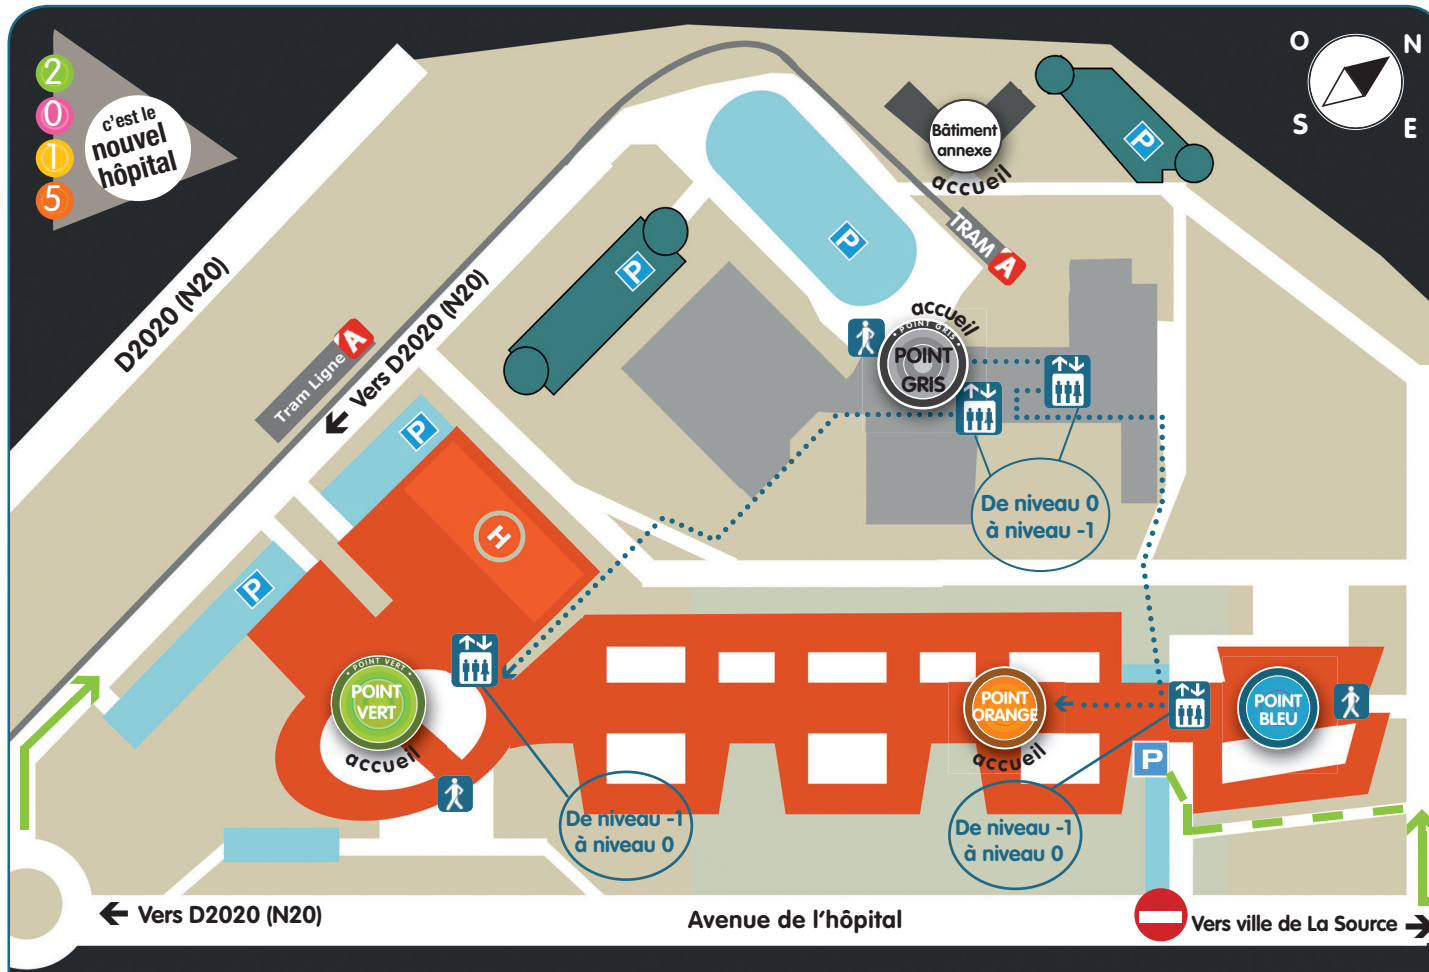 2
0
1
5
c'est le
nouvel
hôpital
O
N
S
E
Bâtiment
annexe
accueil
P
P
P
TRAM A
D2020 (N20)
Tram Ligne A
Vers D2020 (N20)
accueil
POINT GRIS
POINT
GRIS
P
De niveau 0
à niveau -1
H
P
POINT VERT
POINT
VERT
accueil
POINT
ORANGE
accueil
POINT
BLEU
P
De niveau -1
à niveau 0
De niveau -1
à niveau 0
Vers D2020 (N20)
Avenue de l'hôpital
Vers ville de La Source